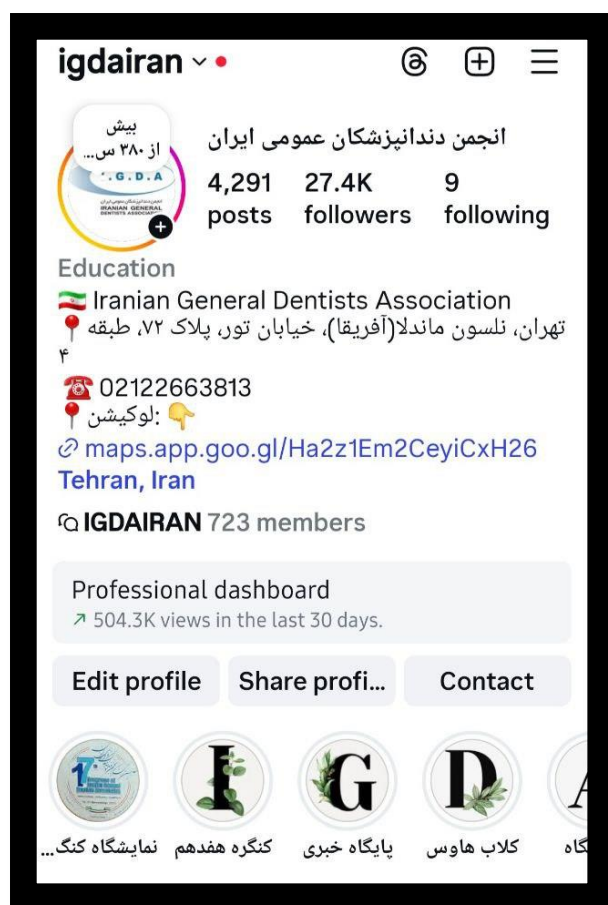 igdairan
بیش
از ۳۸۰ س...
انجمن دندانپزشکان عمومی ایران
I.G.D.A
IRANIAN GENERAL
DENTISTS ASSOCIATION
4,291 27.4K 9
posts followers following
Education
🇮🇷 Iranian General Dentists Association
📍تهران، نلسون ماندلا(آفریقا)، خیابان تور، پلاک ۷۲، طبقه
۴
☎️ 02122663813
📍لوکیشن: 👇
maps.app.goo.gl/Ha2z1Em2CeyiCxH26
Tehran, Iran
IGDAIRAN 723 members
Professional dashboard
504.3K views in the last 30 days.
Edit profile Share profi... Contact
17 I G D A
نمایشگاه کنگ... کنگره هفدهم پایگاه خبری کلاب هاوس گاه